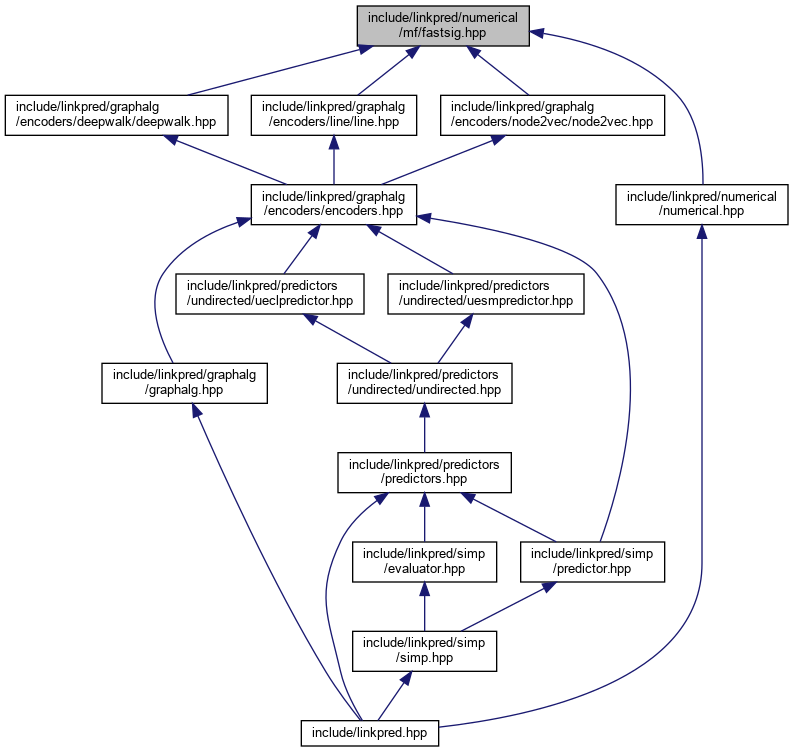 include/linkpred/numerical
/mf/fastsig.hpp
include/linkpred/graphalg
/encoders/deepwalk/deepwalk.hpp
include/linkpred/graphalg
/encoders/line/line.hpp
include/linkpred/graphalg
/encoders/node2vec/node2vec.hpp
include/linkpred/graphalg
/encoders/encoders.hpp
include/linkpred/numerical
/numerical.hpp
include/linkpred/predictors
/undirected/ueclpredictor.hpp
include/linkpred/predictors
/undirected/uesmpredictor.hpp
include/linkpred/graphalg
/graphalg.hpp
include/linkpred/predictors
/undirected/undirected.hpp
include/linkpred/predictors
/predictors.hpp
include/linkpred/simp
/evaluator.hpp
include/linkpred/simp
/predictor.hpp
include/linkpred/simp
/simp.hpp
include/linkpred.hpp